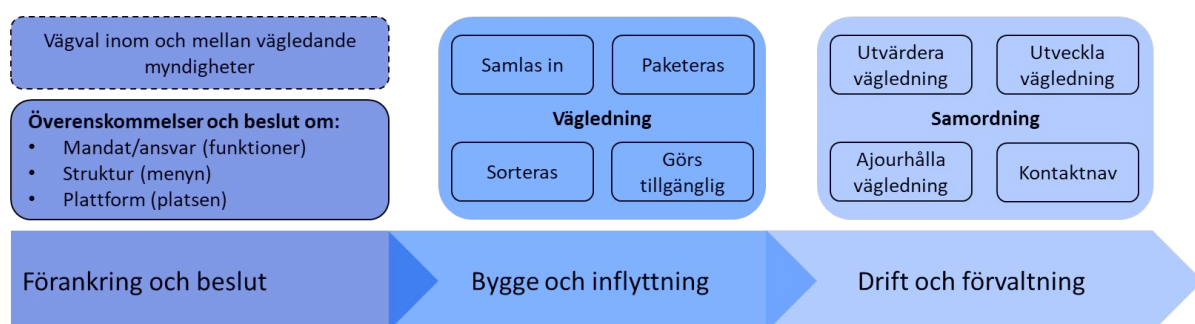 Vägval inom och mellan vägledande
myndigheter
Överenskommelser och beslut om:
• Mandat/ansvar (funktioner)
• Struktur (menyn)
• Plattform (platsen)
Samlas in
Paketeras
Vägledning
Sorteras
Görs
tillgänglig
Utvärdera
vägledning
Utveckla
vägledning
Samordning
Ajourhålla
vägledning
Kontaktnav
Förankring och beslut
Bygge och inflyttning
Drift och förvaltning